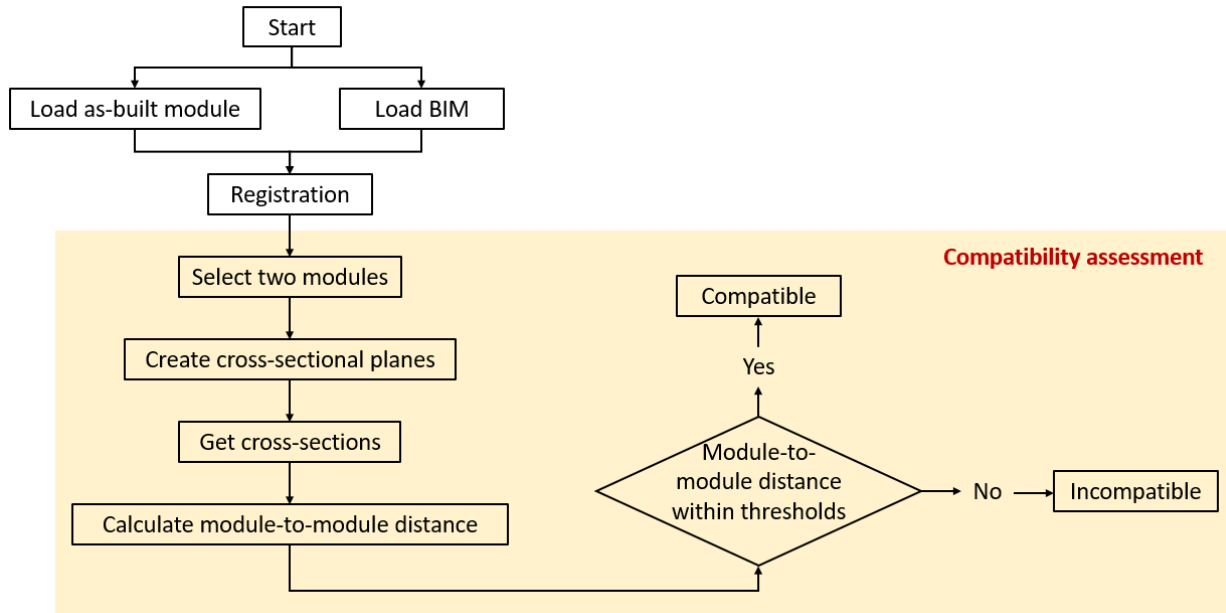 Start
Load as-built module
Load BIM
Registration
Compatibility assessment
Select two modules
Create cross-sectional planes
Get cross-sections
Calculate module-to-module distance
Module-to-
module distance
within thresholds
Yes
Compatible
No
Incompatible